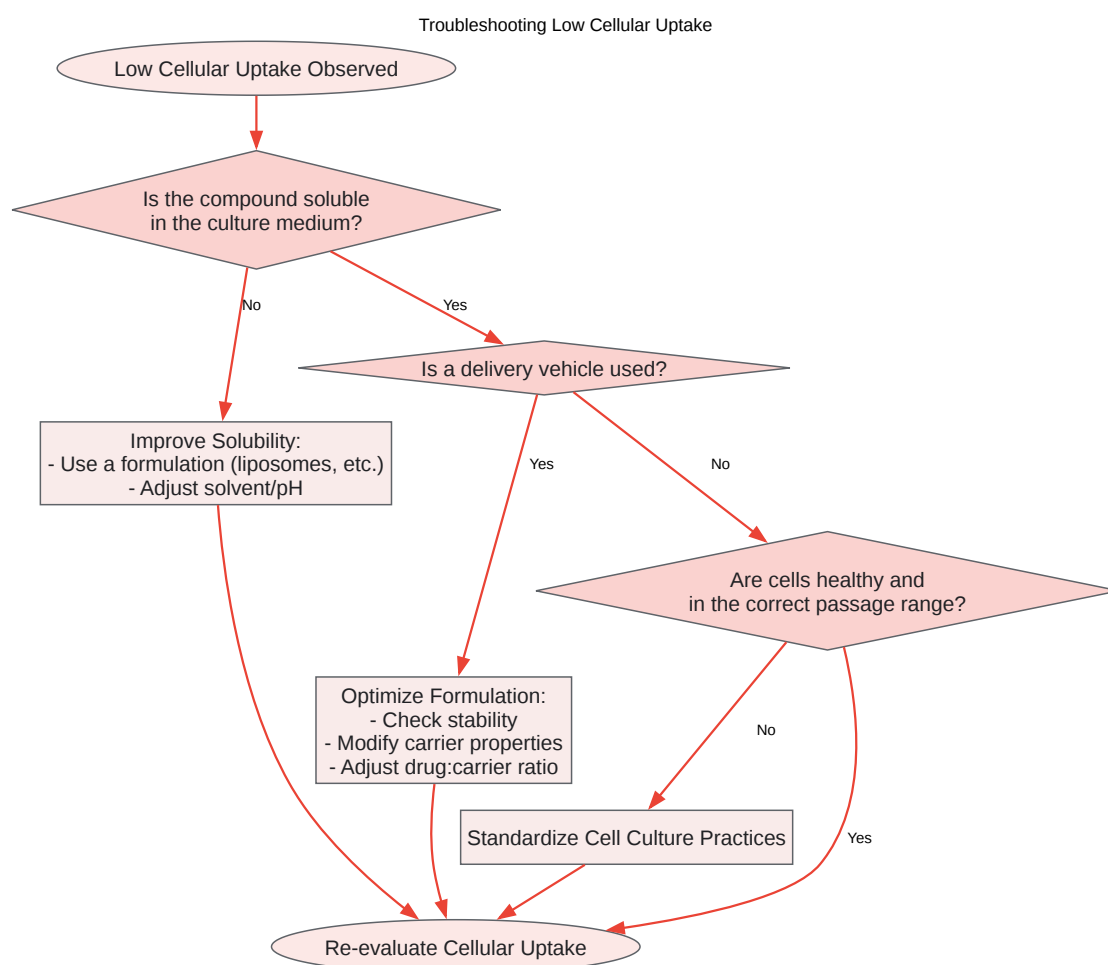 Troubleshooting Low Cellular Uptake
Low Cellular Uptake Observed
Is the compound soluble
in the culture medium?
No
Yes
Is a delivery vehicle used?
Improve Solubility:
- Use a formulation (liposomes, etc.)
- Adjust solvent/pH
Yes
No
Are cells healthy and
in the correct passage range?
Optimize Formulation:
- Check stability
- Modify carrier properties
- Adjust drug:carrier ratio
No
Standardize Cell Culture Practices
Yes
Re-evaluate Cellular Uptake